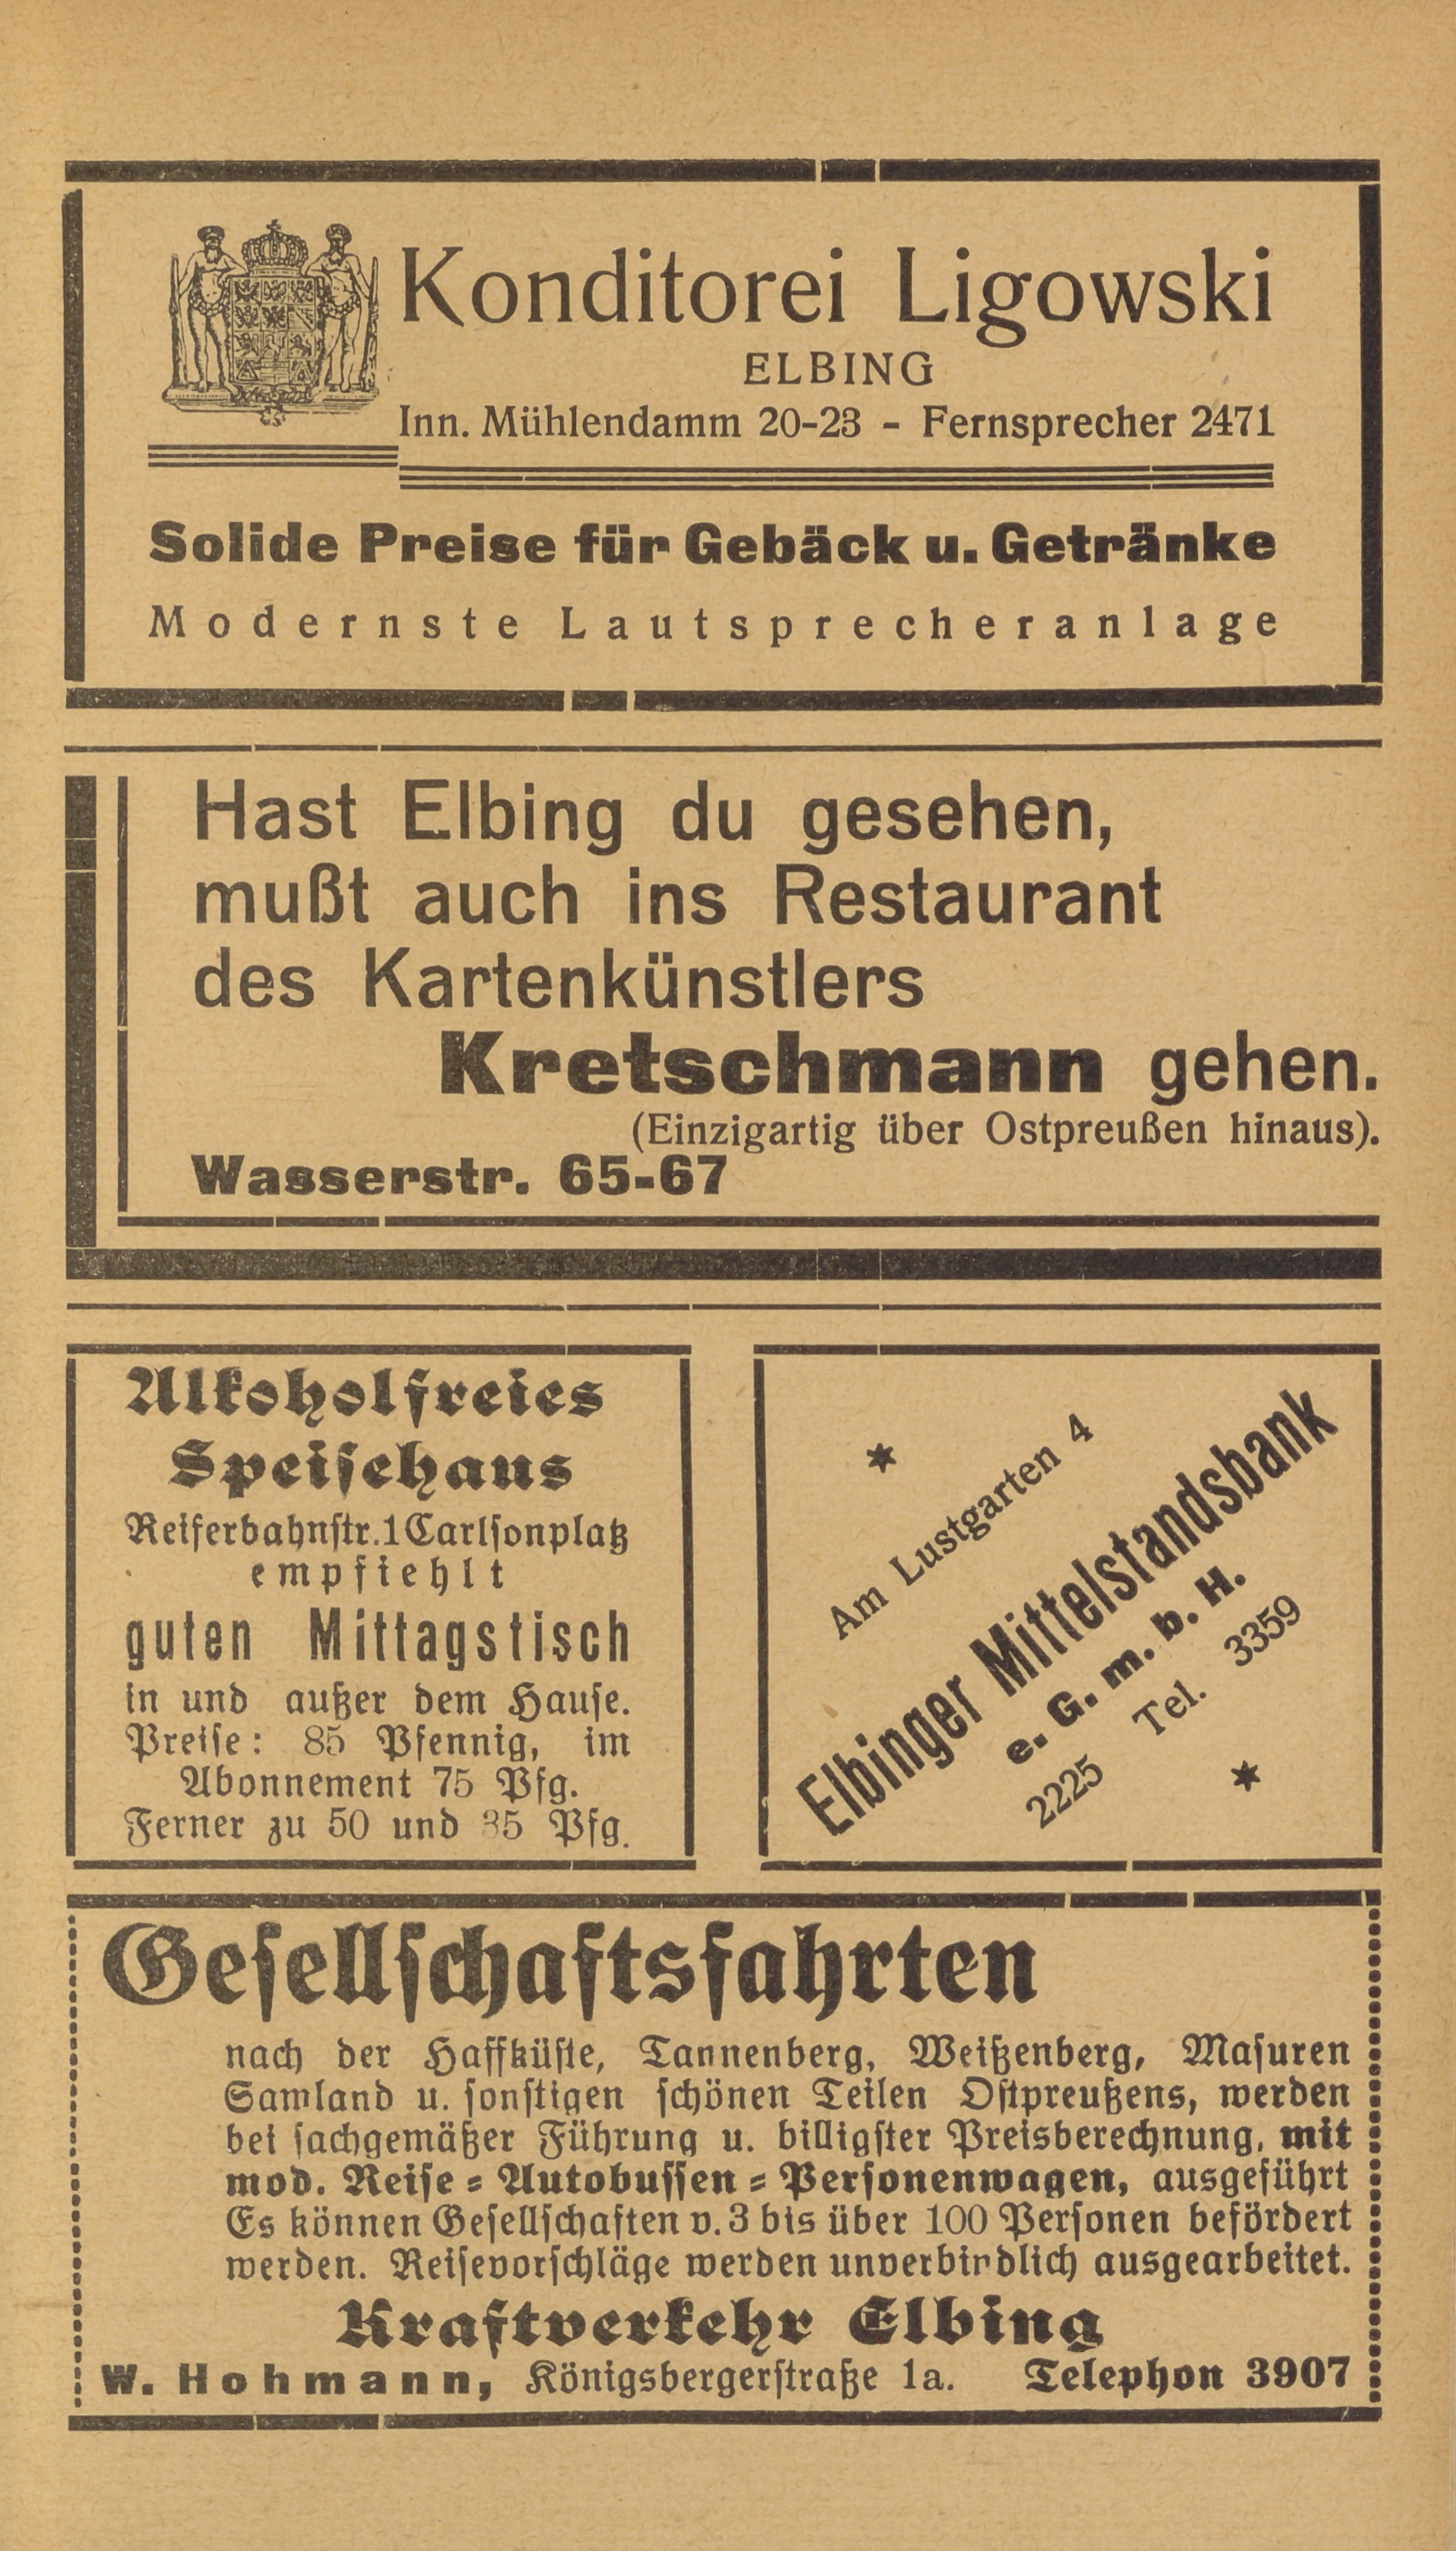 Konditorei Ligowski
ELBING
Inn. Mühlendamm 20-23 - Fernsprecher 2471
Solide Preise für Gebäck u. Getränke
Modernste Lautsprecheranlage
Hast Elbing du gesehen,
mußt auch ins Restaurant
des Kartenkünstlers
Kretschmann gehen.
(Einzigartig über Ostpreußen hinaus).
Wasserstr. 65-67
Alkoholfreies
Speisehaus
Reiferbahnstr. 1 Carlsonplatz
empfiehlt
guten Mittagstisch
in und außer dem Hause.
Preise: 85 Pfennig, im
Abonnement 75 Pfg.
Ferner zu 50 und 35 Pfg.
Am Lustgarten 4
Elbinger Mittelstandsbank
e. G. m. b. H.
2225 Tel. 3359
Gesellschaftsfahrten
nach der Haffküste, Tannenberg, Weißenberg, Masuren
Samland u. sonstigen schönen Teilen Ostpreußens, werden
bei sachgemäßer Führung u. billigster Preisberechnung, mit
mod. Reise-Autobussen-Personenwagen, ausgeführt
Es können Gesellschaften v. 3 bis über 100 Personen befördert
werden. Reisevorschläge werden unverbindlich ausgearbeitet.
Kraftverkehr Elbing
W. Hohmann, Königsbergerstraße 1a. Telephon 3907